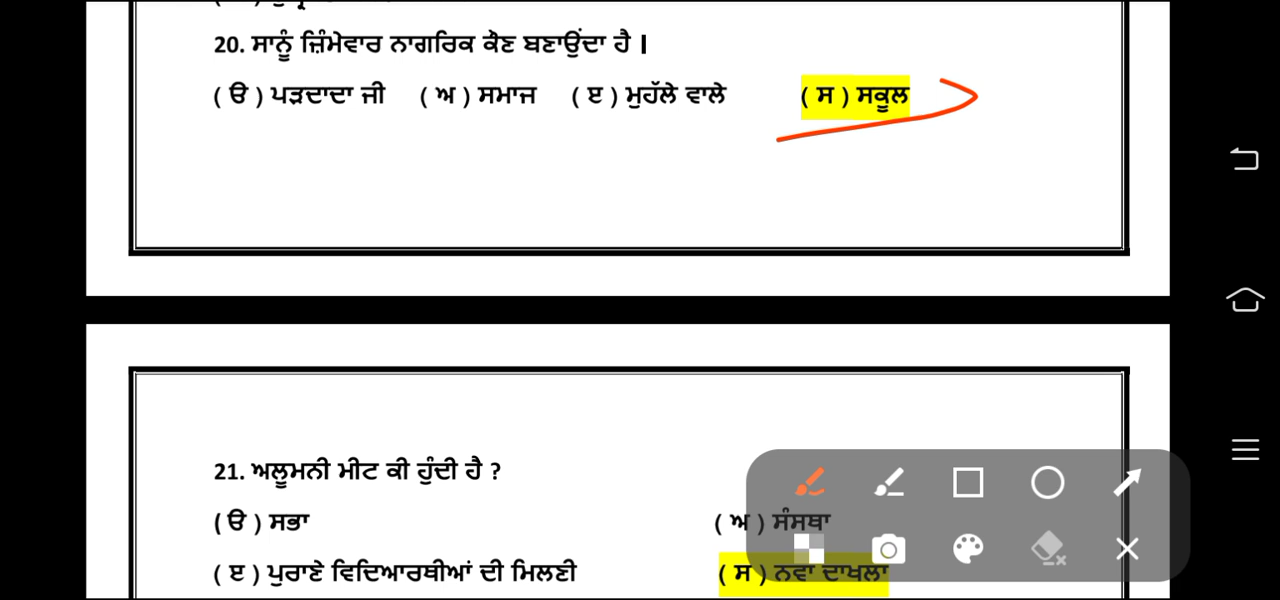 20. ਸਾਨੂੰ ਜ਼ਿੰਮੇਵਾਰ ਨਾਗਰਿਕ ਕੋਣ ਬਣਾਉਂਦਾ ਹੈ।
( ੳ ) ਪੜਦਾਦਾ ਜੀ ( ਅ ) ਸਮਾਜ ( ੲ ) ਮੁਹੱਲੇ ਵਾਲੇ ( ਸ ) ਸਕੂਲ
21. ਅਲੂਮਨੀ ਮੀਟ ਕੀ ਹੁੰਦੀ ਹੈ ?
( ੳ ) ਸਭਾ ( ਅ ) ਸੰਸਥਾ
( ੲ ) ਪੁਰਾਣੇ ਵਿਦਿਆਰਥੀਆਂ ਦੀ ਮਿਲਣੀ ( ਸ ) ਨਵਾਂ ਦਾਖਲਾ